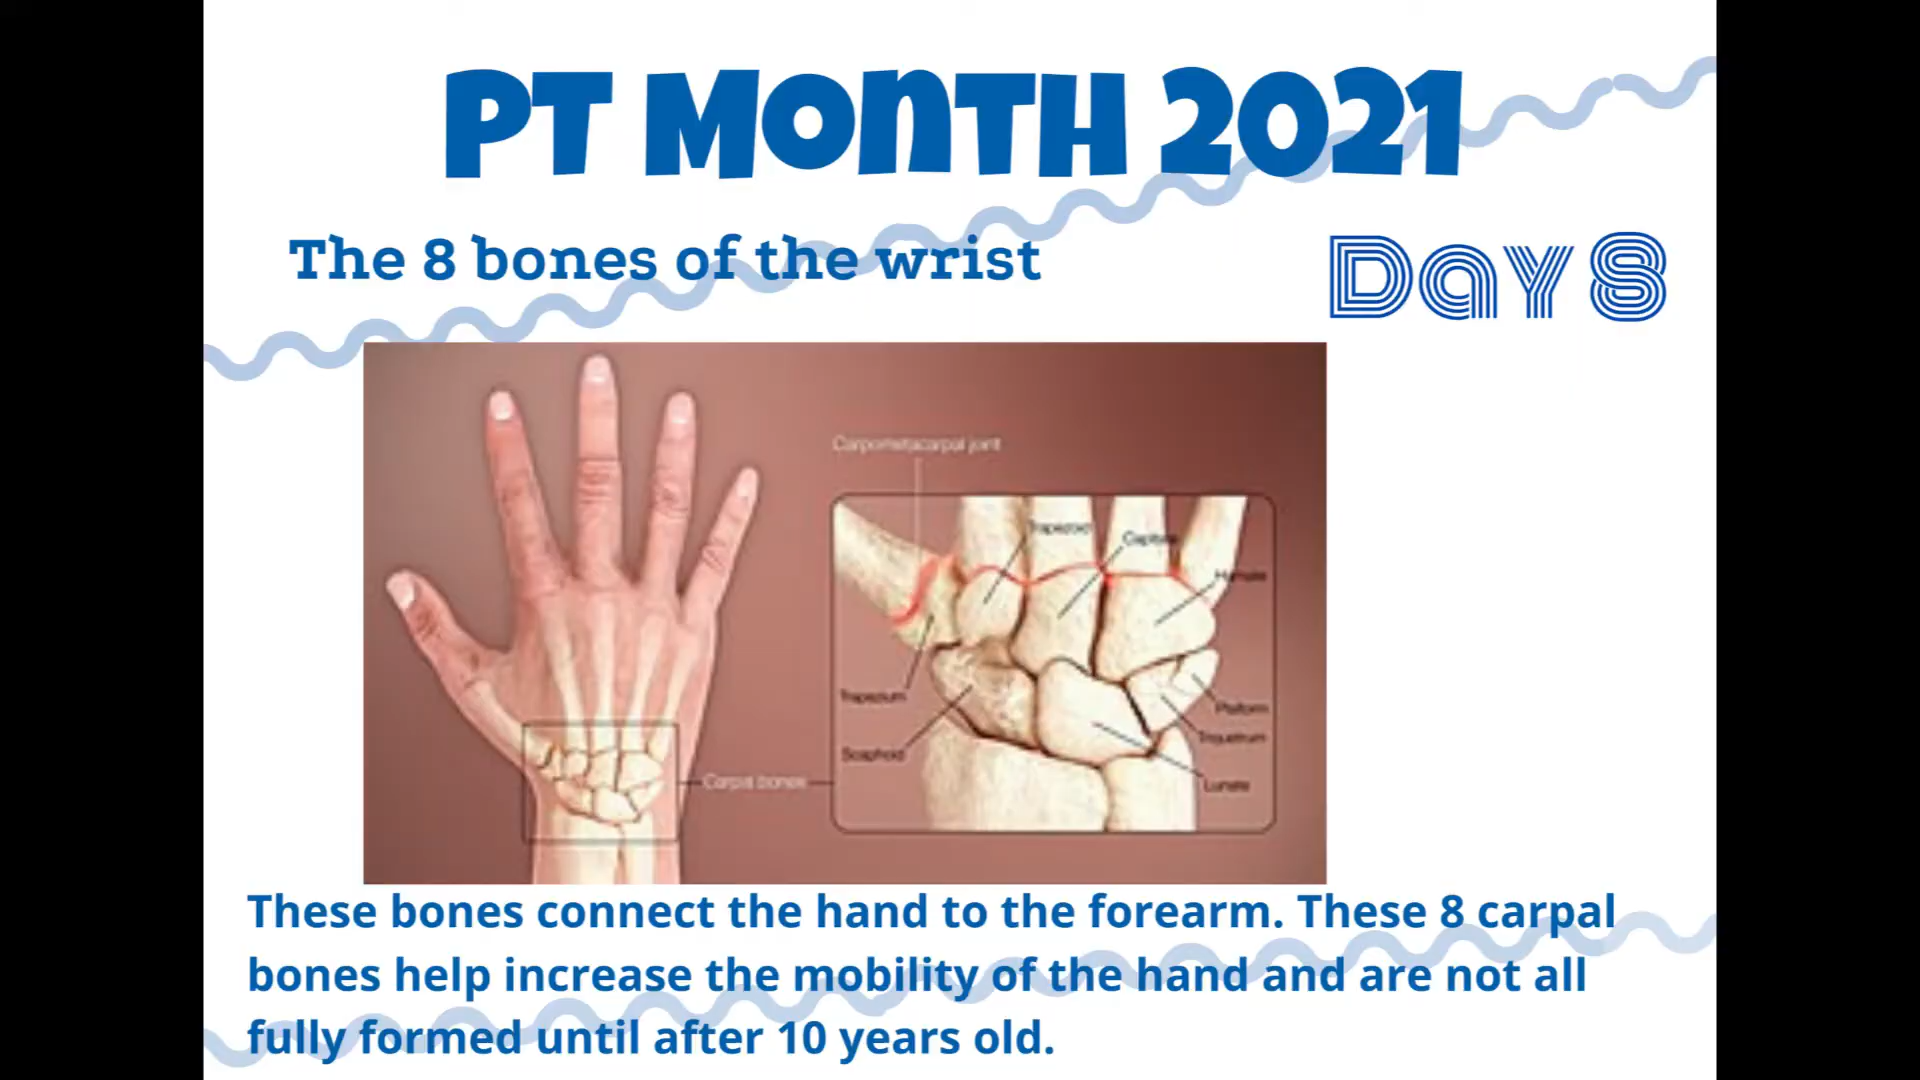 PT MonTH 2021
The 8 bones of the wrist
Day 8
Carpometacarpal joint
Trapezoid
Capitate
Hamate
Trapezium
Pisiform
Triquetrum
Scaphoid
Carpal bones
Lunate
These bones connect the hand to the forearm. These 8 carpal
bones help increase the mobility of the hand and are not all
fully formed until after 10 years old.